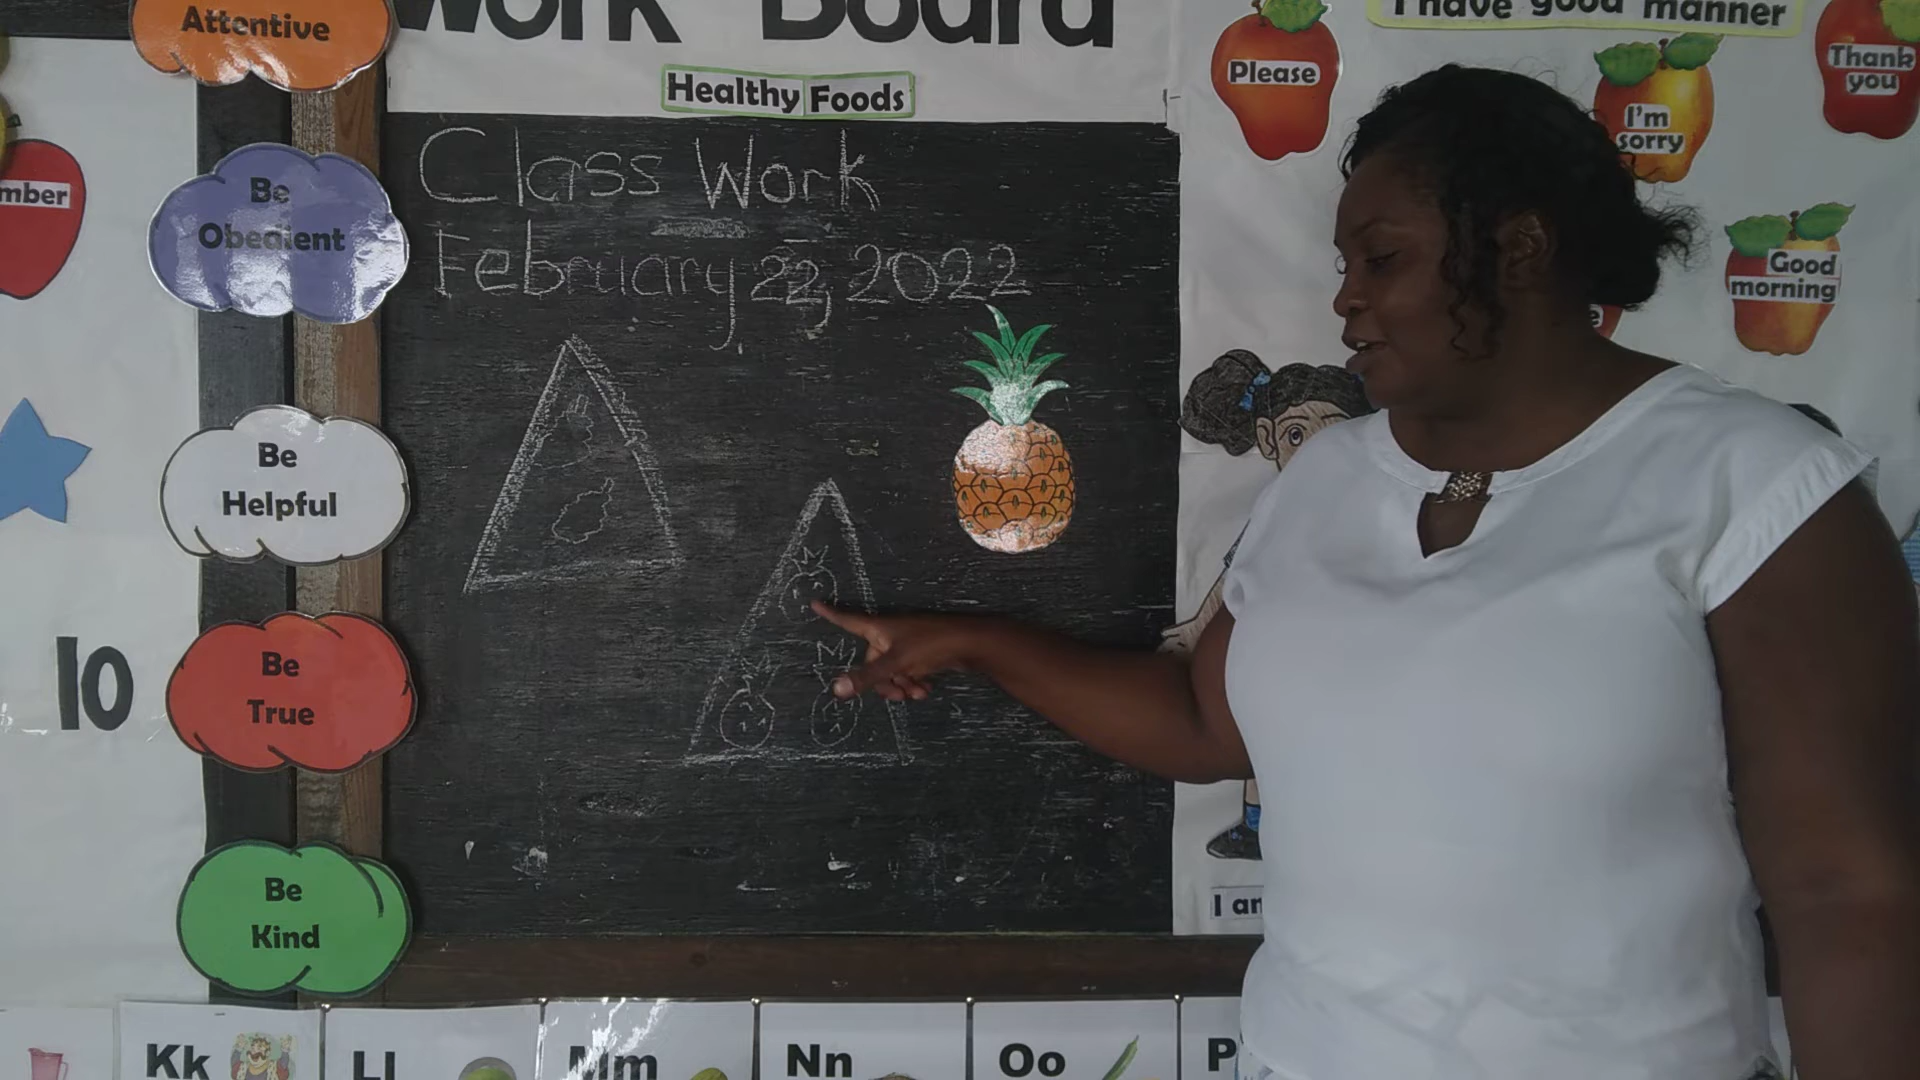 Work Board
Healthy Foods
Class Work
February 22, 2022
Attentive
Be
Obedient
Be
Helpful
Be
True
Be
Kind
10
I have good manner
Please
I'm
sorry
Thank
you
Good
morning
Kk
Ll
Mm
Nn
Oo